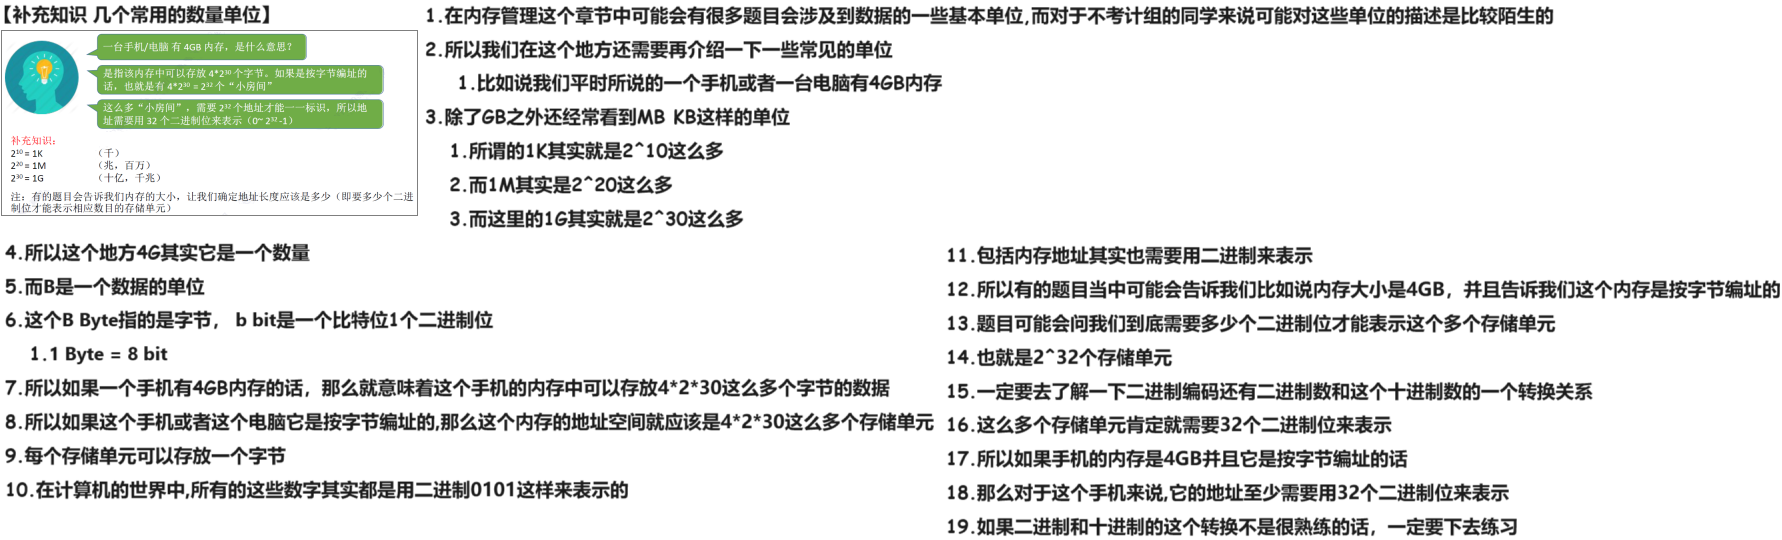 【补充知识 几个常用的数量单位】
一台手机/电脑 有 4GB 内存，是什么意思？
是指该内存中可以存放 4*2³⁰ 个字节。如果是按字节编址的
话，也就是有 4*2³⁰ = 2³² 个“小房间”
这么多“小房间”，需要 2³² 个地址才能一一标识，所以地
址需要用 32 个二进制位来表示（0~ 2³² -1）
补充知识：
2¹⁰ = 1K （千）
2²⁰ = 1M （兆，百万）
2³⁰ = 1G （十亿，千兆）
注：有的题目会告诉我们内存的大小，让我们确定地址长度应该是多少（即要多少个二进
制位才能表示相应数目的存储单元）
1.在内存管理这个章节中可能会有很多题目会涉及到数据的一些基本单位,而对于不考计组的同学来说可能对这些单位的描述是比较陌生的
2.所以我们在这个地方还需要再介绍一下一些常见的单位
1.比如说我们平时所说的一个手机或者一台电脑有4GB内存
3.除了GB之外还经常看到MB KB这样的单位
1.所谓的1K其实就是2^10这么多
2.而1M其实是2^20这么多
3.而这里的1G其实就是2^30这么多
4.所以这个地方4G其实它是一个数量
5.而B是一个数据的单位
6.这个B Byte指的是字节， b bit是一个比特位1个二进制位
1.1 Byte = 8 bit
7.所以如果一个手机有4GB内存的话，那么就意味着这个手机的内存中可以存放4*2*30这么多个字节的数据
8.所以如果这个手机或者这个电脑它是按字节编址的,那么这个内存的地址空间就应该是4*2*30这么多个存储单元
9.每个存储单元可以存放一个字节
10.在计算机的世界中,所有的这些数字其实都是用二进制0101这样来表示的
11.包括内存地址其实也需要用二进制来表示
12.所以有的题目当中可能会告诉我们比如说内存大小是4GB，并且告诉我们这个内存是按字节编址的
13.题目可能会问我们到底需要多少个二进制位才能表示这个多个存储单元
14.也就是2^32个存储单元
15.一定要去了解一下二进制编码还有二进制数和这个十进制数的一个转换关系
16.这么多个存储单元肯定就需要32个二进制位来表示
17.所以如果手机的内存是4GB并且它是按字节编址的话
18.那么对于这个手机来说,它的地址至少需要用32个二进制位来表示
19.如果二进制和十进制的这个转换不是很熟练的话，一定要下去练习